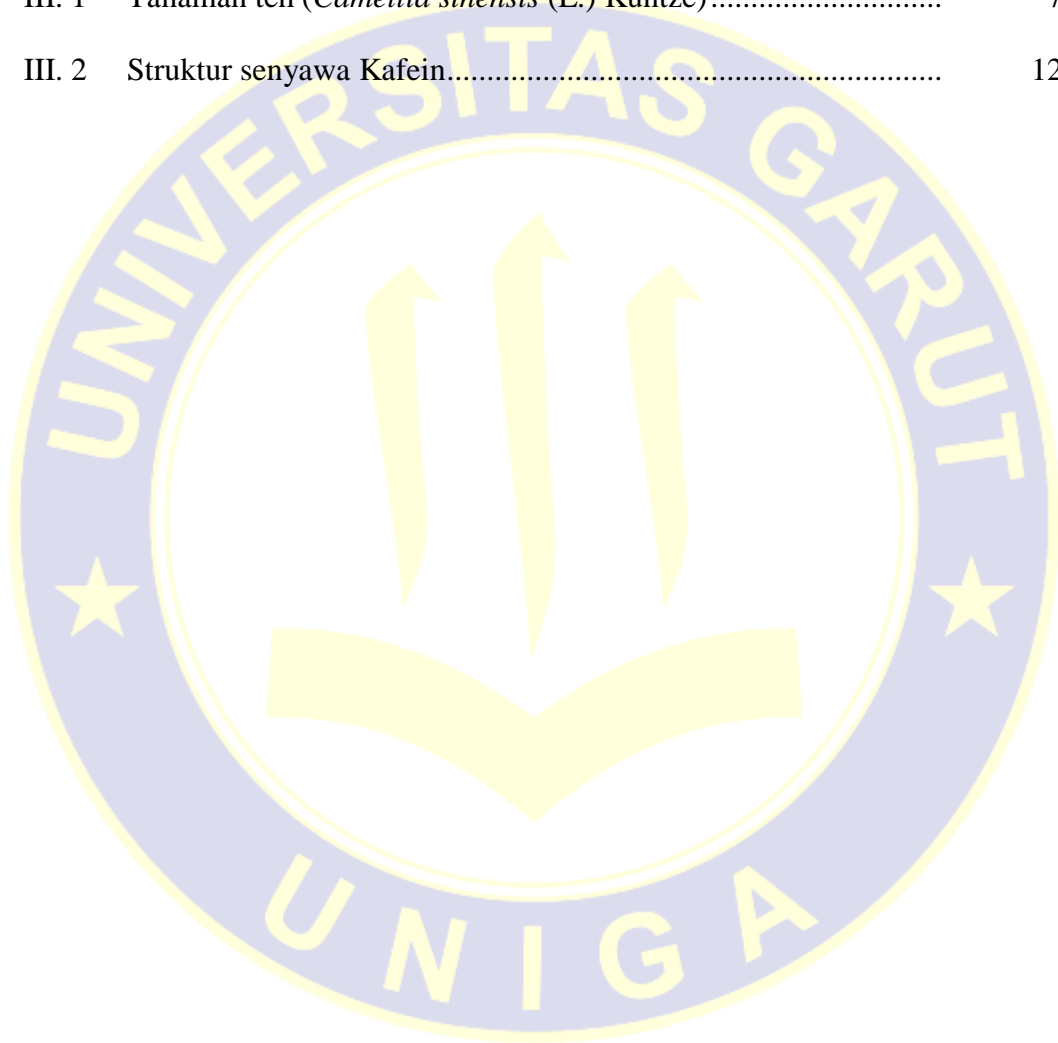 III. 1 Tanaman teh (Camellia sinensis (L.) Kuntze)............................ 7
III. 2 Struktur senyawa Kafein............................................................ 12
UNIVERSITAS GARUT
UNIGA